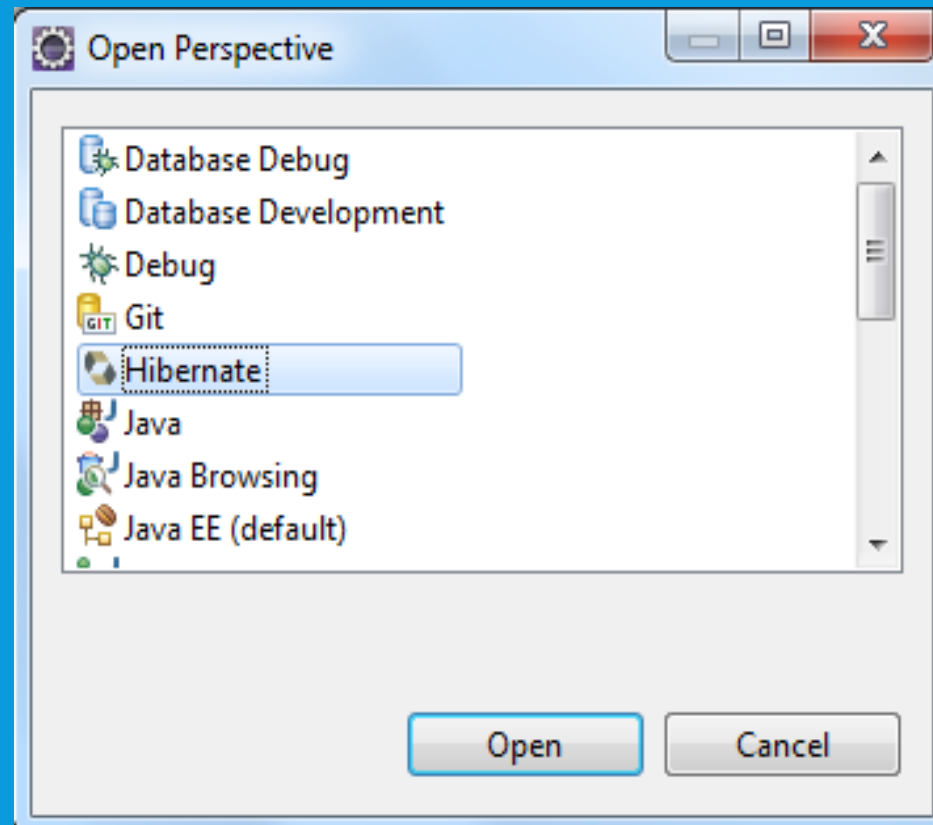 Open Perspective
Database Debug
Database Development
Debug
GIT Git
Hibernate
Java
Java Browsing
Java EE (default)
Open Cancel